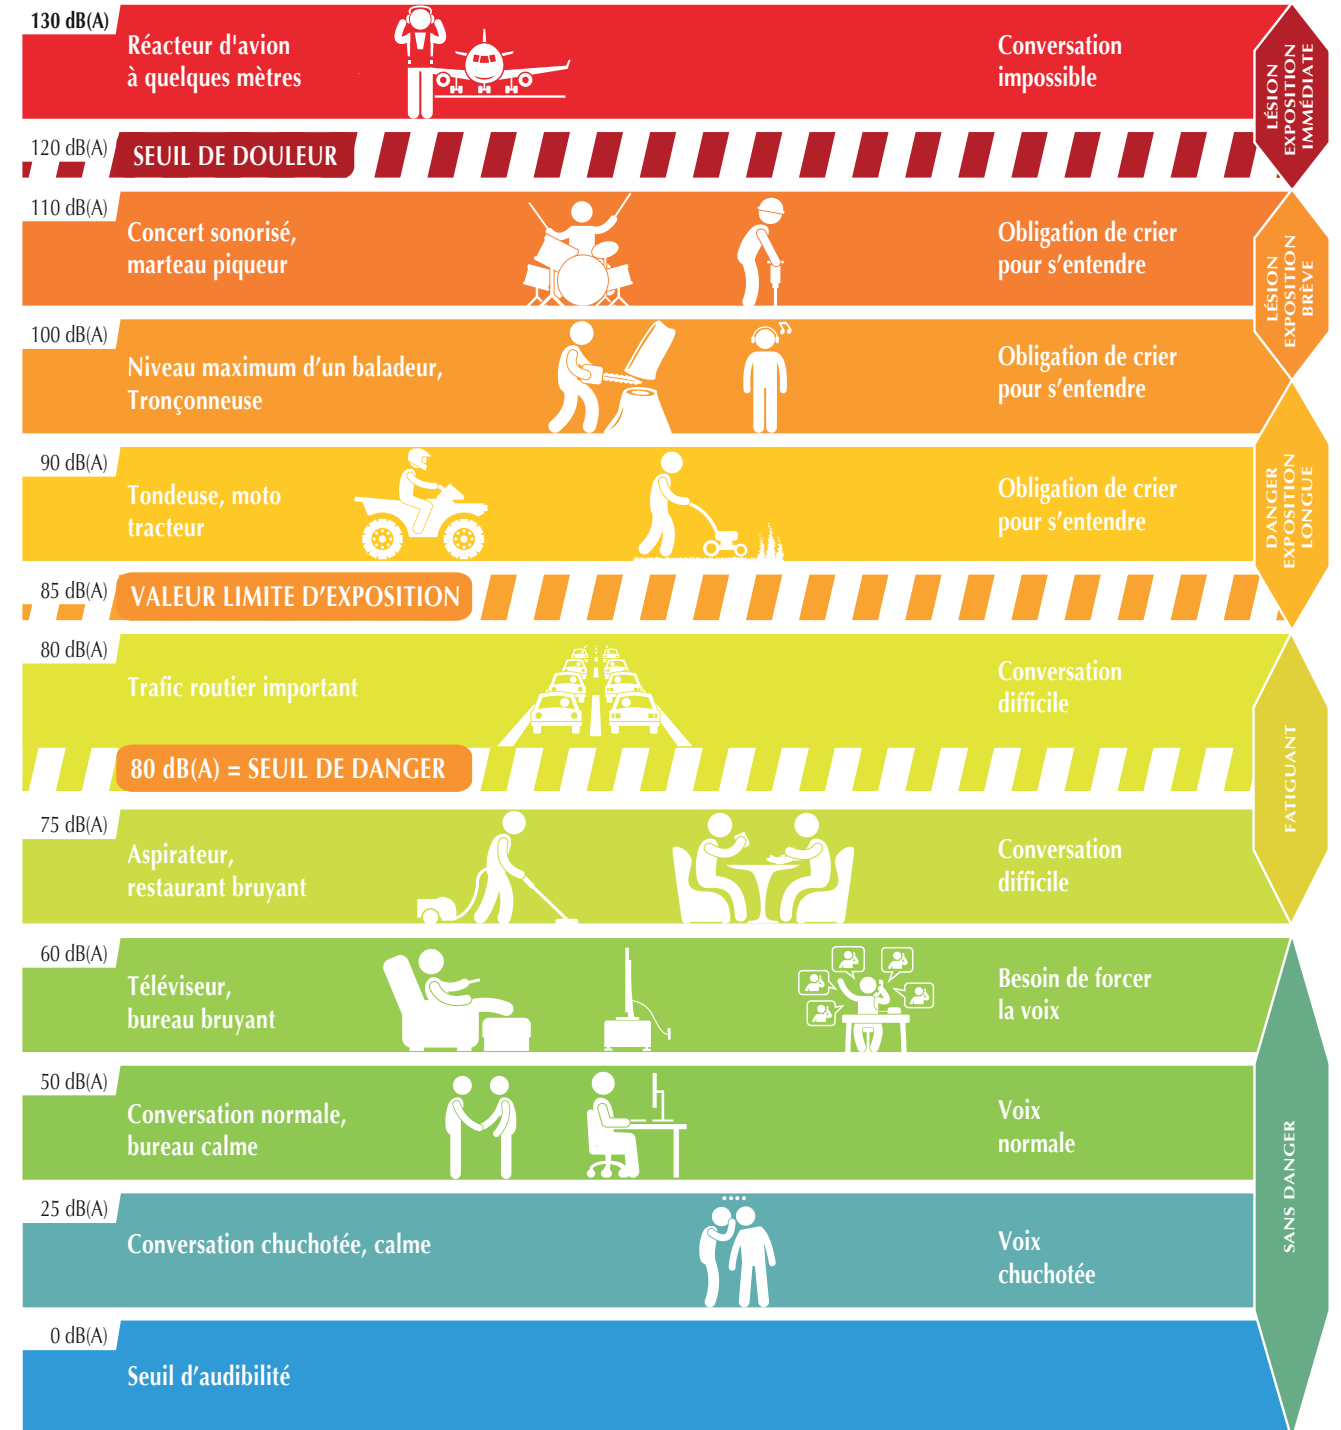 130 dB(A)
Réacteur d'avion
à quelques mètres
Conversation
impossible
LÉSION
EXPOSITION
IMMÉDIATE
120 dB(A)
SEUIL DE DOULEUR
110 dB(A)
Concert sonorisé,
marteau piqueur
Obligation de crier
pour s’entendre
LÉSION
EXPOSITION
BRÈVE
100 dB(A)
Niveau maximum d’un baladeur,
Tronçonneuse
Obligation de crier
pour s’entendre
90 dB(A)
Tondeuse, moto
tracteur
Obligation de crier
pour s’entendre
DANGER
EXPOSITION
LONGUE
85 dB(A)
VALEUR LIMITE D’EXPOSITION
80 dB(A)
Trafic routier important
Conversation
difficile
80 dB(A) = SEUIL DE DANGER
FATIGUANT
75 dB(A)
Aspirateur,
restaurant bruyant
Conversation
difficile
60 dB(A)
Téléviseur,
bureau bruyant
Besoin de forcer
la voix
50 dB(A)
Conversation normale,
bureau calme
Voix
normale
SANS DANGER
25 dB(A)
Conversation chuchotée, calme
Voix
chuchotée
0 dB(A)
Seuil d’audibilité